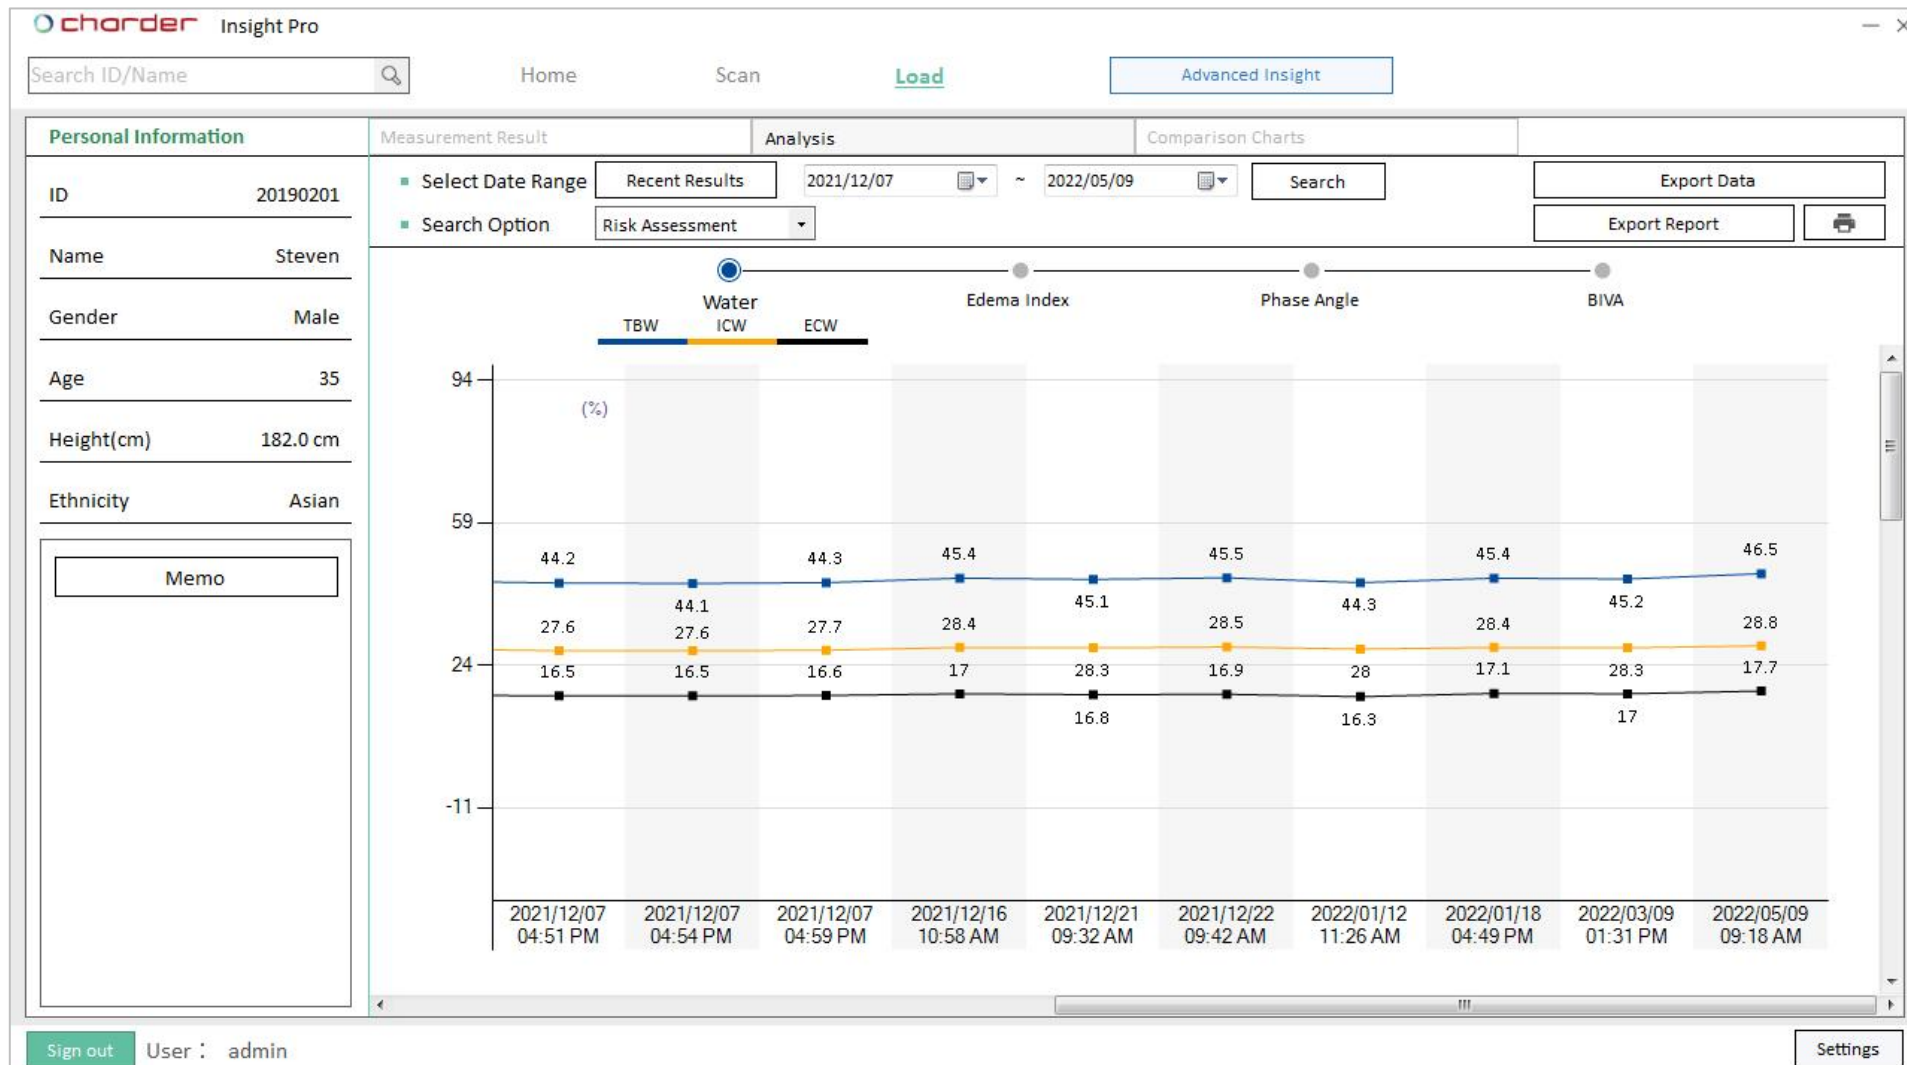 charder Insight Pro
Search ID/Name
Home Scan Load Advanced Insight
Personal Information
ID 20190201
Name Steven
Gender Male
Age 35
Height(cm) 182.0 cm
Ethnicity Asian
Memo
Measurement Result Analysis Comparison Charts
Select Date Range Recent Results 2021/12/07 ~ 2022/05/09 Search Export Data
Search Option Risk Assessment Export Report
Water Edema Index Phase Angle BIVA
TBW ICW ECW
94
(%)
59
44.2 44.1 44.3 45.4 45.1 45.5 44.3 45.4 45.2 46.5
27.6 27.6 27.7 28.4 28.3 28.5 28 28.4 28.3 28.8
24
16.5 16.5 16.6 17 16.8 16.9 16.3 17.1 17 17.7
-11
2021/12/07 2021/12/07 2021/12/07 2021/12/16 2021/12/21 2021/12/22 2022/01/12 2022/01/18 2022/03/09 2022/05/09
04:51 PM 04:54 PM 04:59 PM 10:58 AM 09:32 AM 09:42 AM 11:26 AM 04:49 PM 01:31 PM 09:18 AM
Sign out User : admin Settings